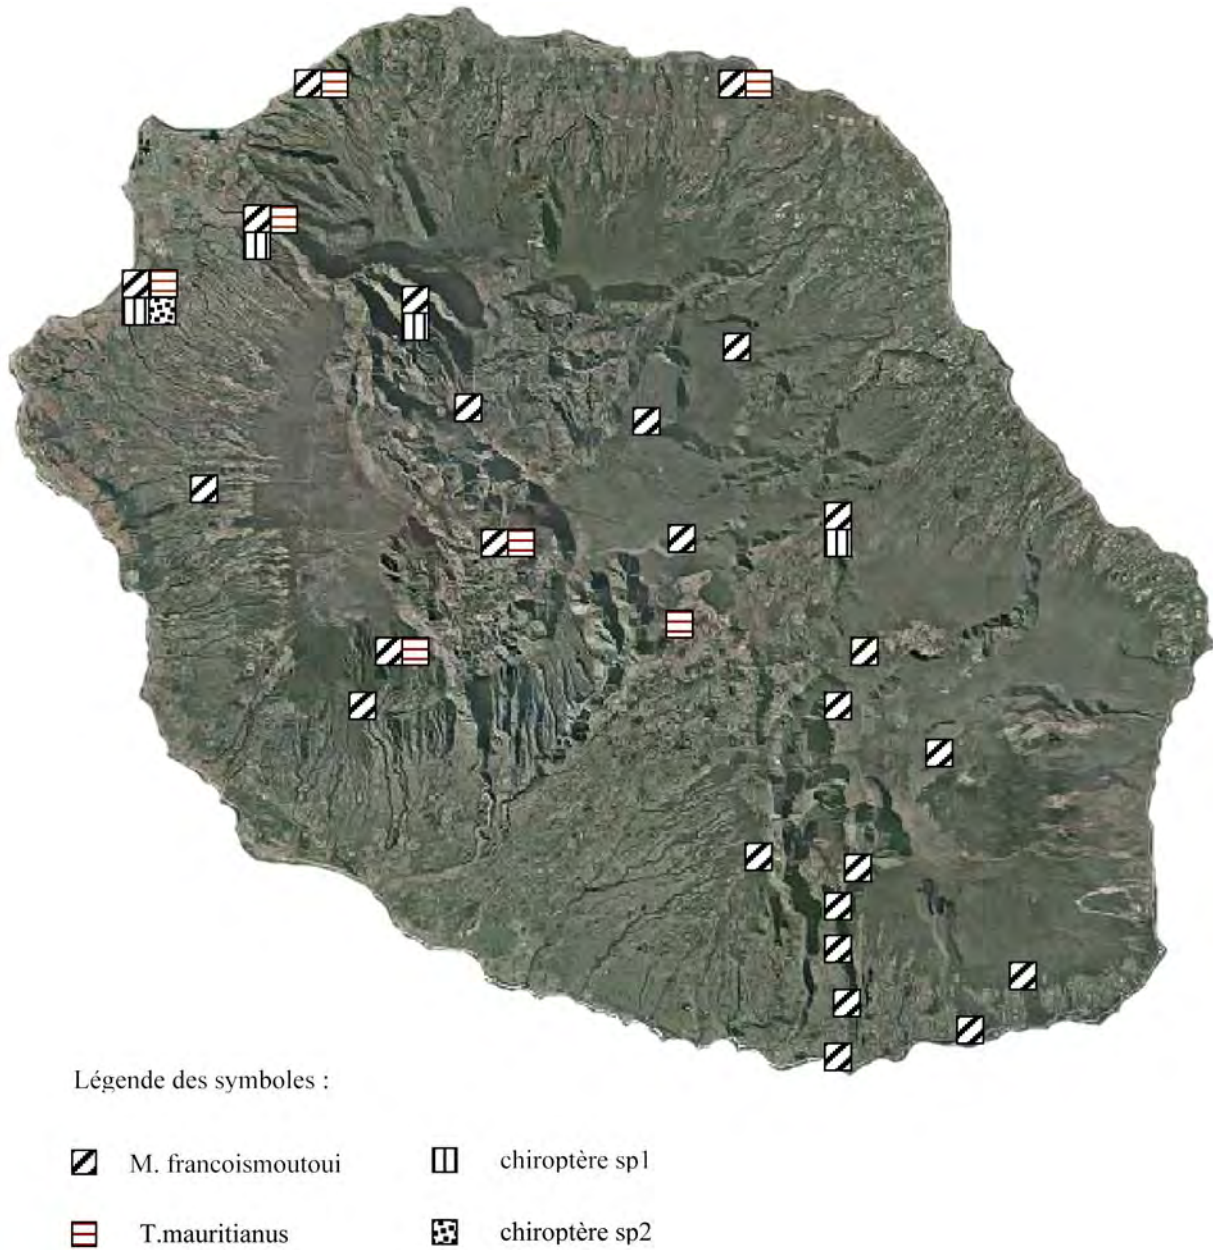 Légende des symboles :
M. francoismoutoui
chiroptère sp1
T.mauritianus
chiroptère sp2